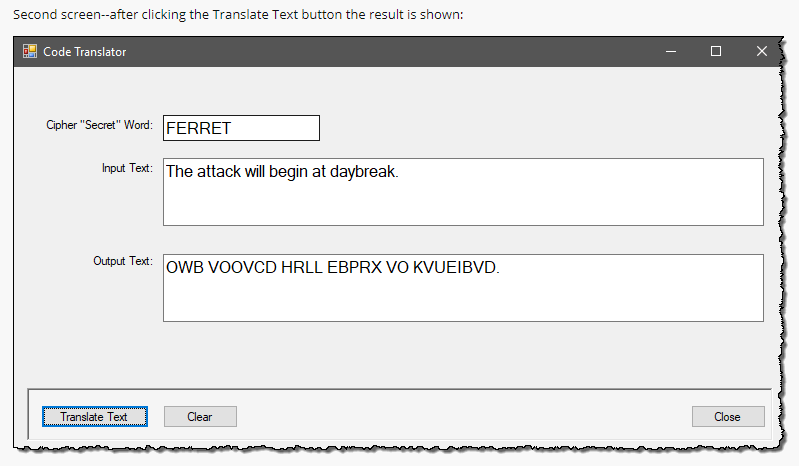 Second screen--after clicking the Translate Text button the result is shown:
Code Translator
Cipher "Secret" Word: FERRET
Input Text: The attack will begin at daybreak.
Output Text: OWB VOOVCD HRLL EBPRX VO KVUEIBVD.
Translate Text Clear Close